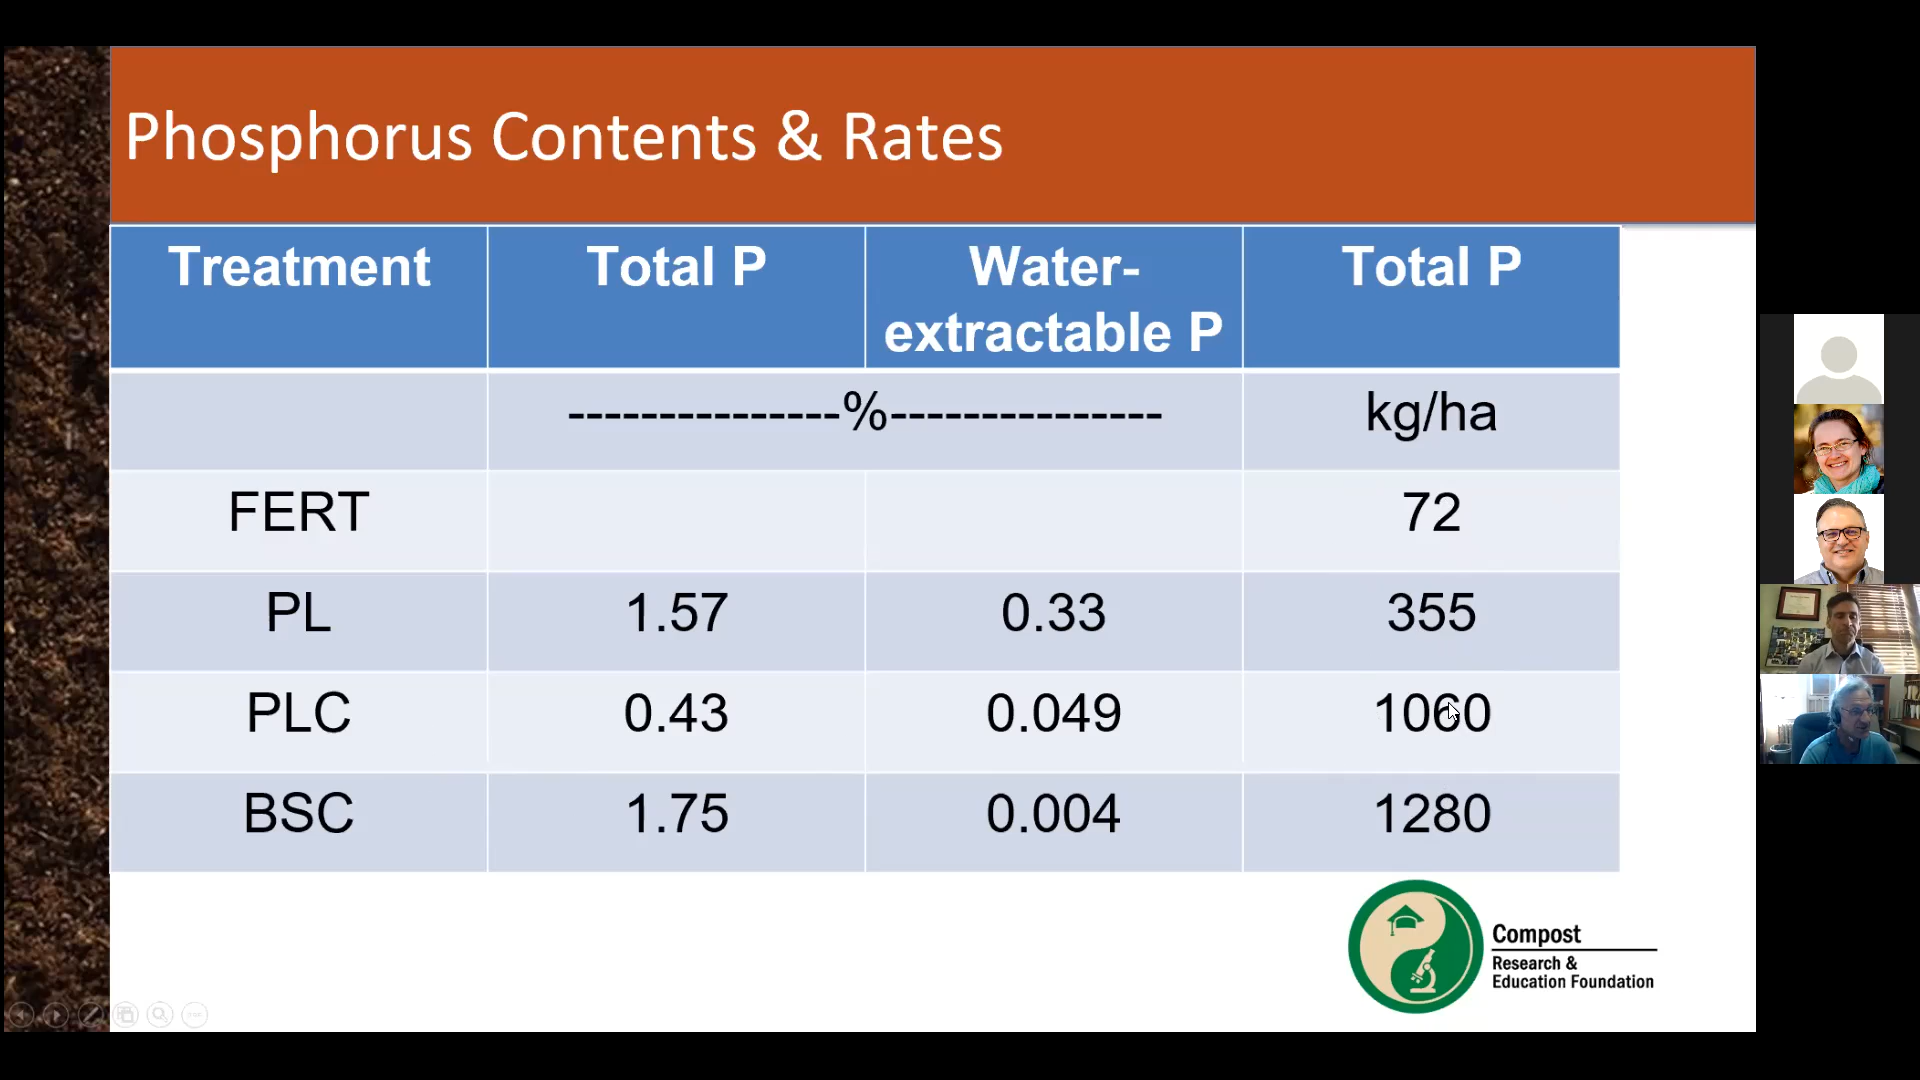 Phosphorus Contents & Rates
Treatment Total P Water-extractable P Total P
---------------%--------------- kg/ha
FERT 72
PL 1.57 0.33 355
PLC 0.43 0.049 1060
BSC 1.75 0.004 1280
Compost
Research &
Education Foundation